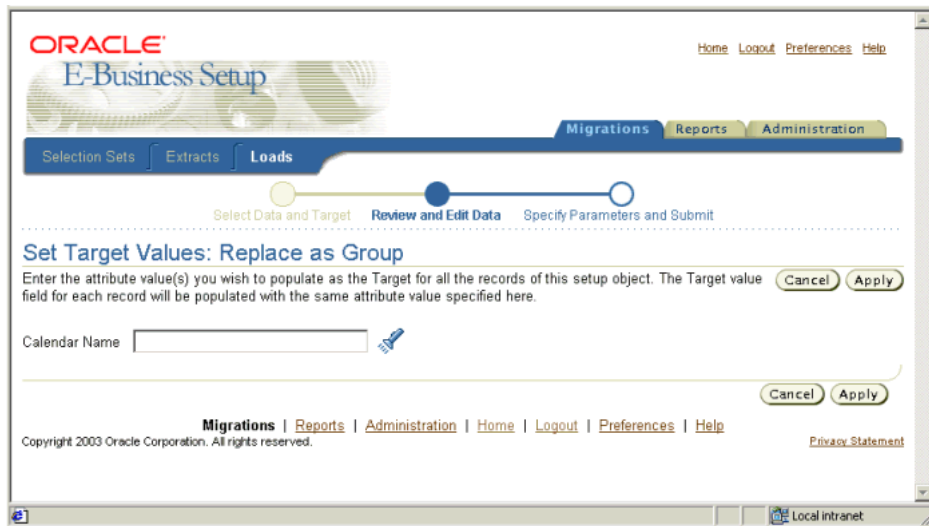 ORACLE
E-Business Setup
Home Logout Preferences Help
Migrations Reports Administration
Selection Sets Extracts Loads
Select Data and Target Review and Edit Data Specify Parameters and Submit
Set Target Values: Replace as Group
Enter the attribute value(s) you wish to populate as the Target for all the records of this setup object. The Target value
field for each record will be populated with the same attribute value specified here.
Cancel Apply
Calendar Name
Cancel Apply
Migrations | Reports | Administration | Home | Logout | Preferences | Help
Copyright 2003 Oracle Corporation. All rights reserved.
Privacy Statement
Local intranet